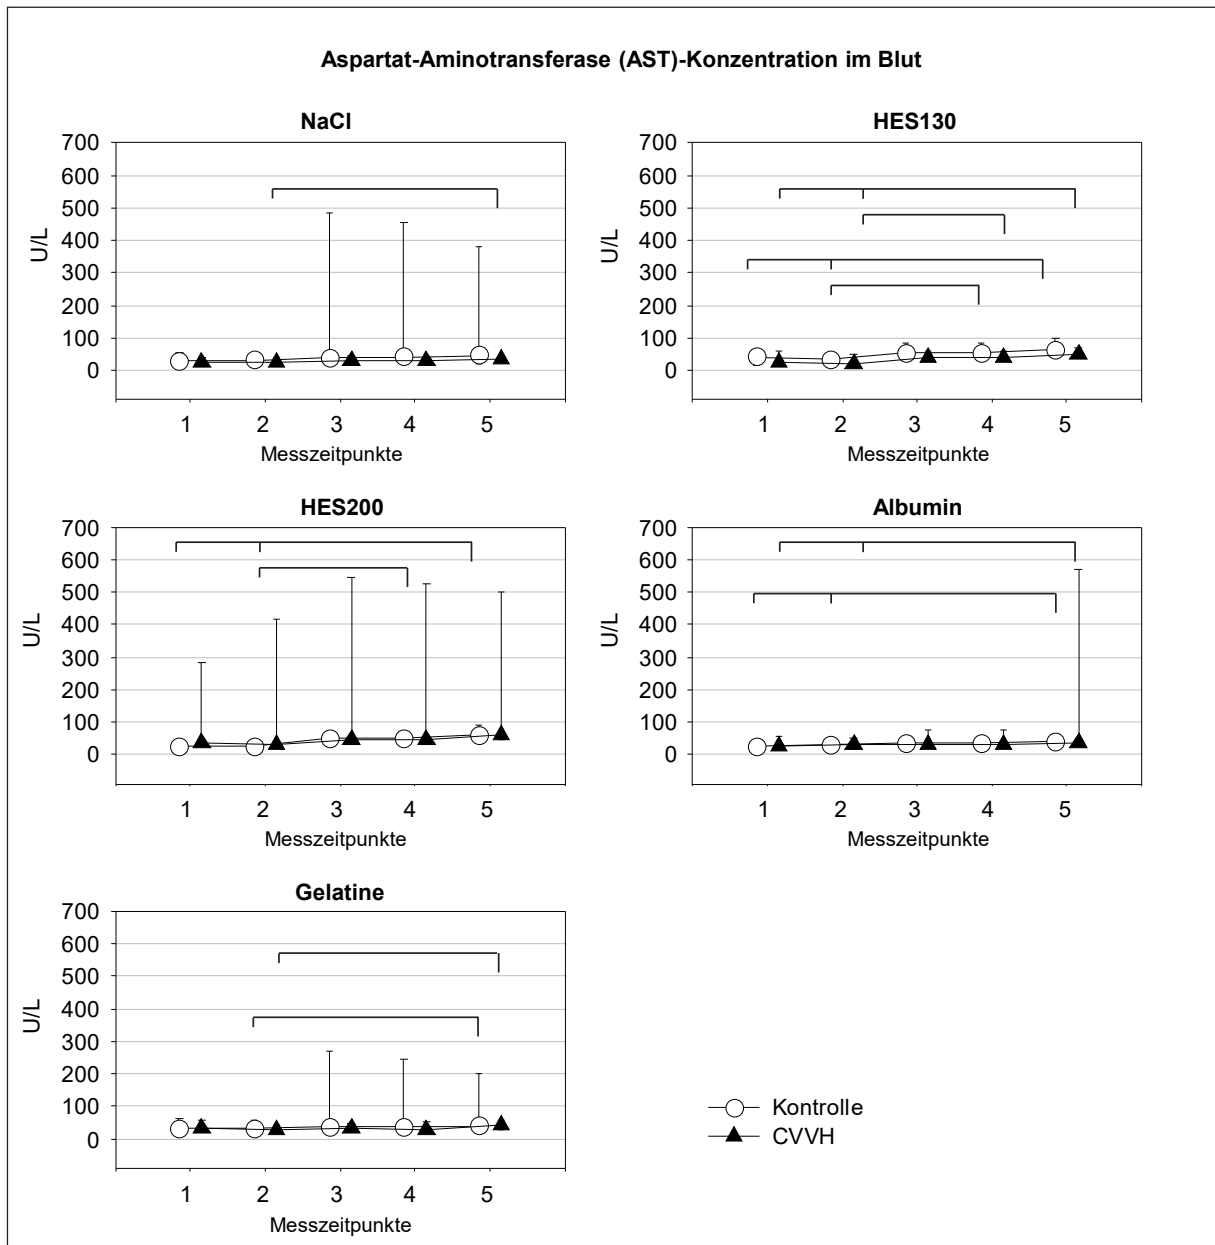 Aspartat-Aminotransferase (AST)-Konzentration im Blut
NaCl
700
600
500
400
300
200
100
0
U/L
1 2 3 4 5
Messzeitpunkte
HES130
700
600
500
400
300
200
100
0
U/L
1 2 3 4 5
Messzeitpunkte
HES200
700
600
500
400
300
200
100
0
U/L
1 2 3 4 5
Messzeitpunkte
Albumin
700
600
500
400
300
200
100
0
U/L
1 2 3 4 5
Messzeitpunkte
Gelatine
700
600
500
400
300
200
100
0
U/L
1 2 3 4 5
Messzeitpunkte
Kontrolle
CVVH